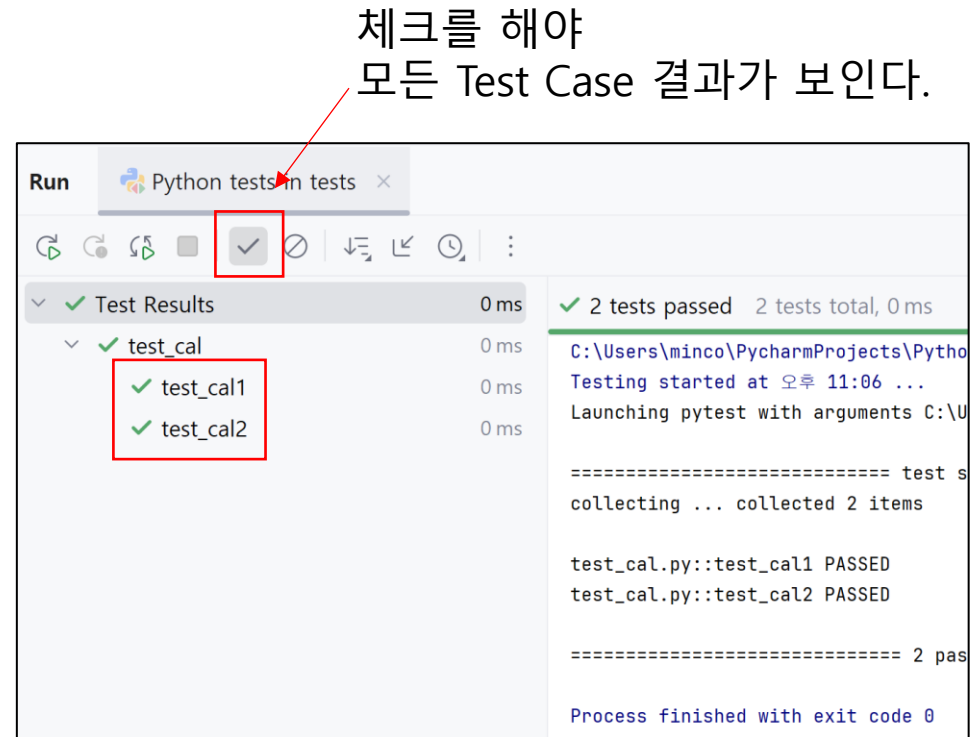 체크를 해야
모든 Test Case 결과가 보인다.
Run Python tests in tests
Test Results 0 ms
test_cal 0 ms
test_cal1 0 ms
test_cal2 0 ms
2 tests passed 2 tests total, 0 ms
C:\Users\minco\PycharmProjects\Pytho
Testing started at 오후 11:06 ...
Launching pytest with arguments C:\U
============================= test s
collecting ... collected 2 items
test_cal.py::test_cal1 PASSED
test_cal.py::test_cal2 PASSED
============================== 2 pas
Process finished with exit code 0